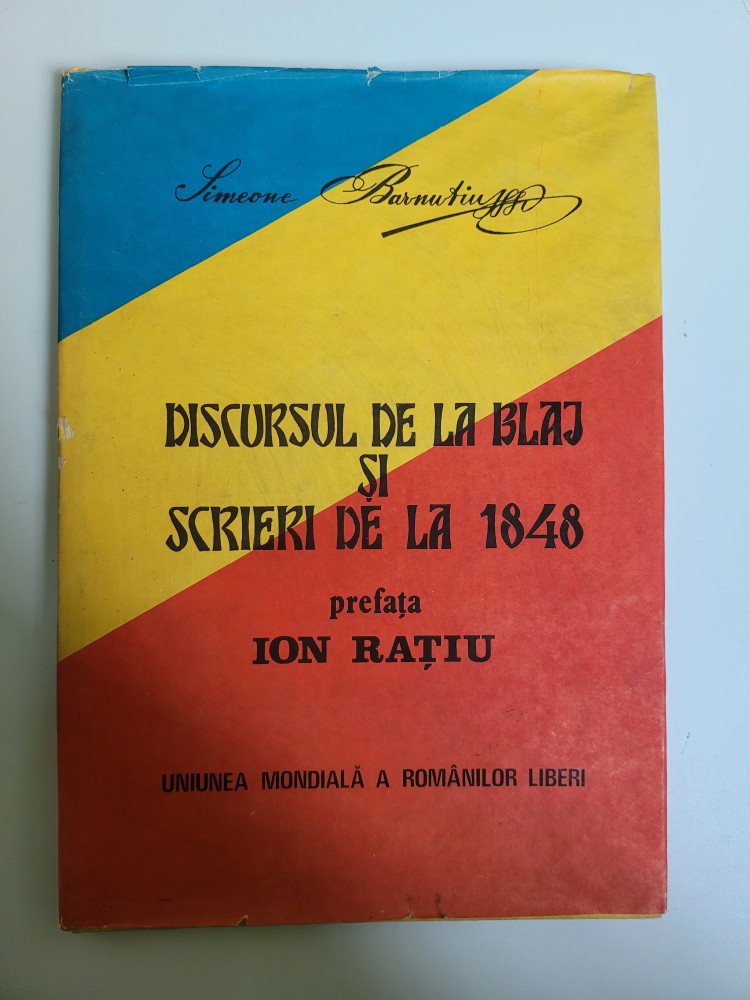 Simeone Barnutiu
DISCURSUL DE LA BLAJ
ȘI
SCRIERI DE LA 1848
prefața
ION RAȚIU
UNIUNEA MONDIALĂ A ROMÂNILOR LIBERI